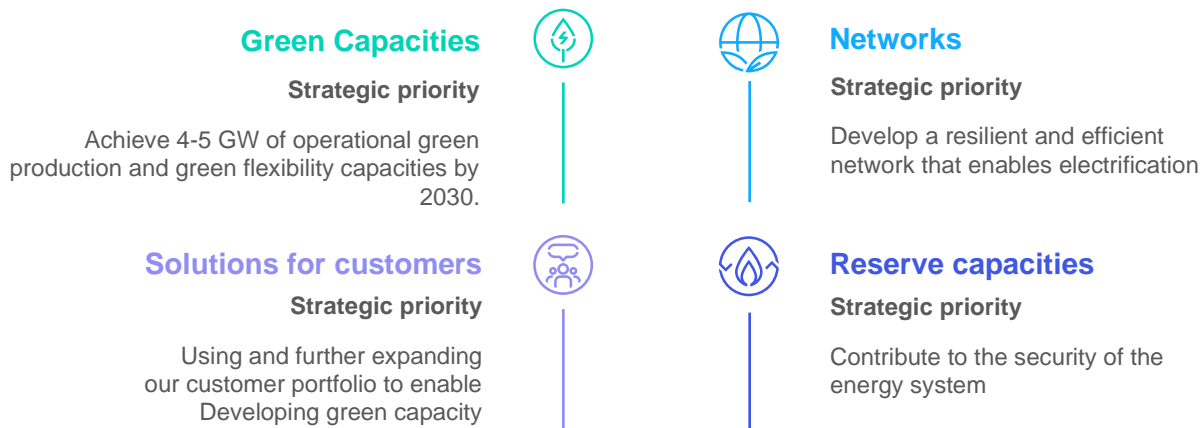 Green Capacities
Strategic priority
Achieve 4-5 GW of operational green
production and green flexibility capacities by
2030.
Networks
Strategic priority
Develop a resilient and efficient
network that enables electrification
Solutions for customers
Strategic priority
Using and further expanding
our customer portfolio to enable
Developing green capacity
Reserve capacities
Strategic priority
Contribute to the security of the
energy system